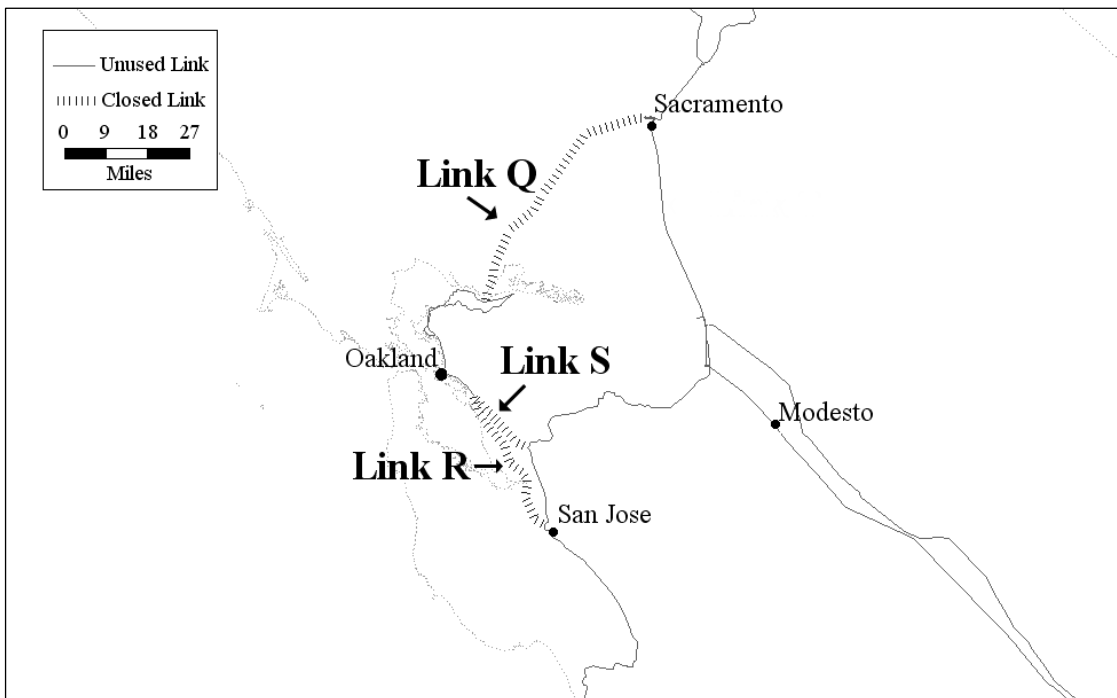 Unused Link
Closed Link
0 9 18 27
Miles
Sacramento
Link Q
Oakland
Link S
Modesto
Link R
San Jose